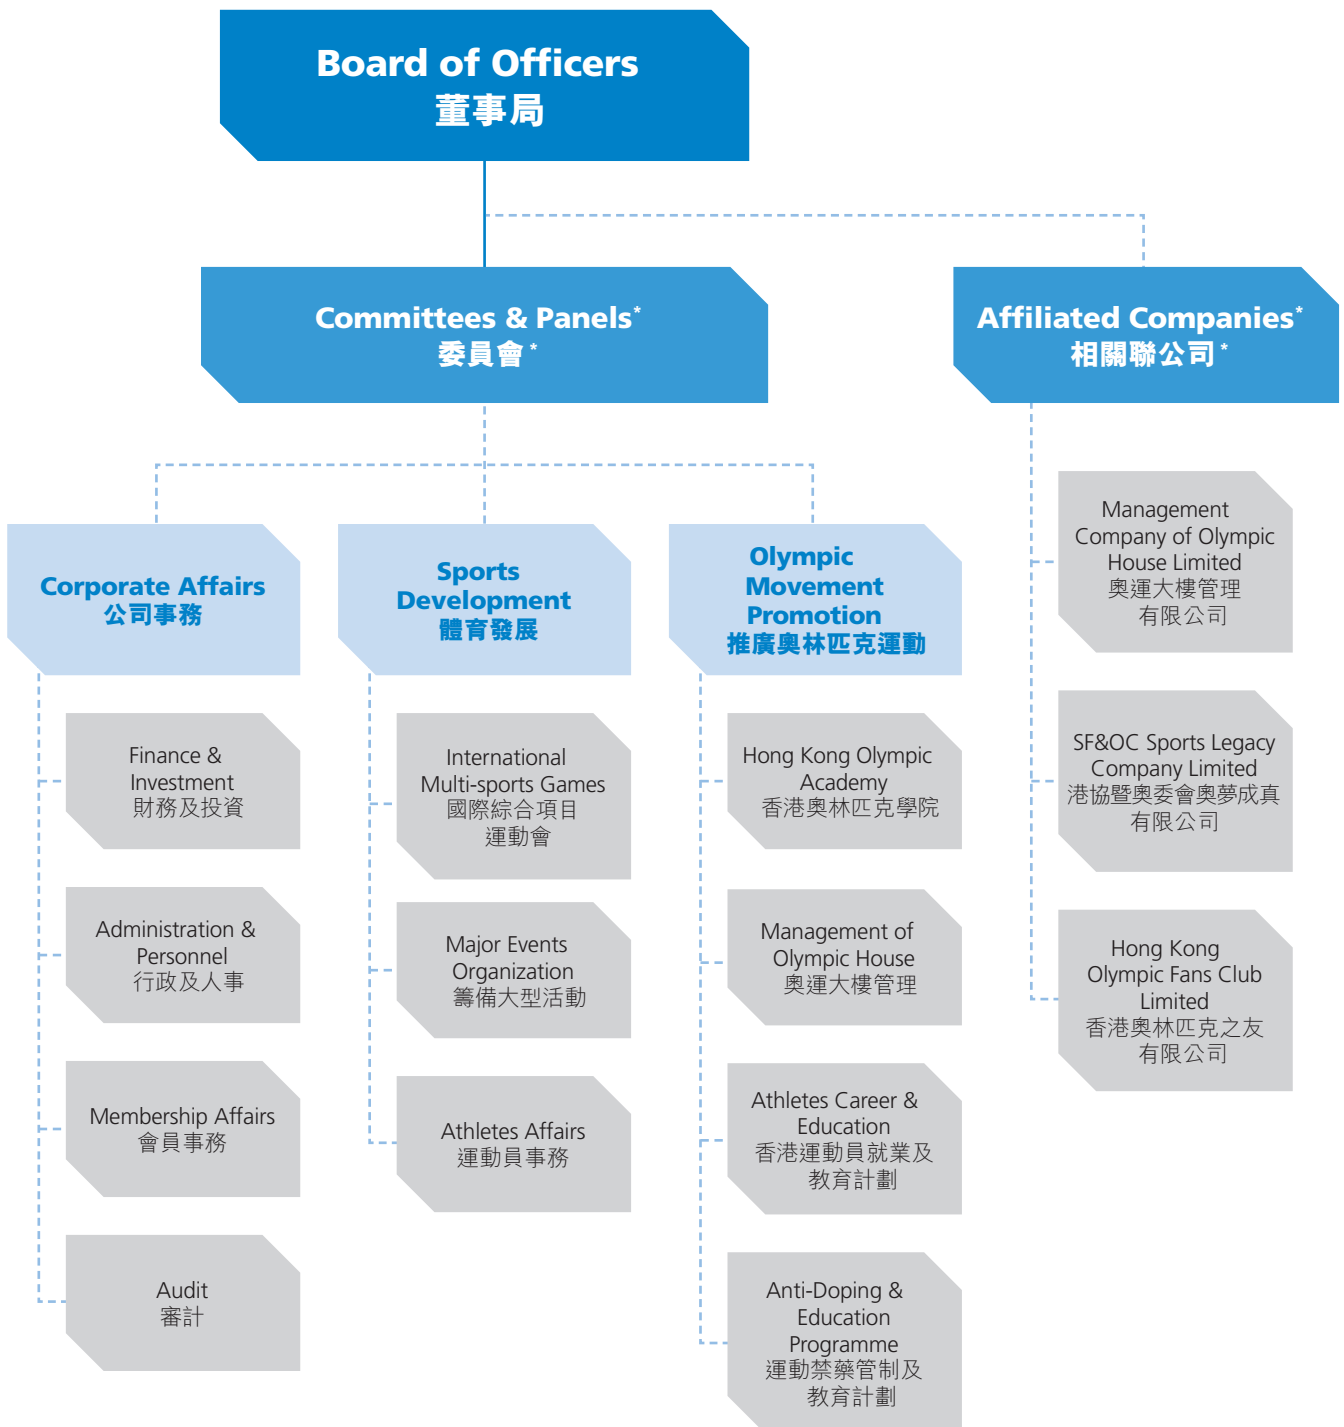 Board of Officers
董事局
Committees & Panels*
委員會*
Affiliated Companies*
相關聯公司*
Corporate Affairs
公司事務
Finance &
Investment
財務及投資
Administration &
Personnel
行政及人事
Membership Affairs
會員事務
Audit
審計
Sports
Development
體育發展
International
Multi-sports Games
國際綜合項目
運動會
Major Events
Organization
籌備大型活動
Athletes Affairs
運動員事務
Olympic
Movement
Promotion
推廣奧林匹克運動
Hong Kong Olympic
Academy
香港奧林匹克學院
Management of
Olympic House
奧運大樓管理
Athletes Career &
Education
香港運動員就業及
教育計劃
Anti-Doping &
Education
Programme
運動禁藥管制及
教育計劃
Management
Company of Olympic
House Limited
奧運大樓管理
有限公司
SF&OC Sports Legacy
Company Limited
港協暨奧委會奧夢成真
有限公司
Hong Kong
Olympic Fans Club
Limited
香港奧林匹克之友
有限公司